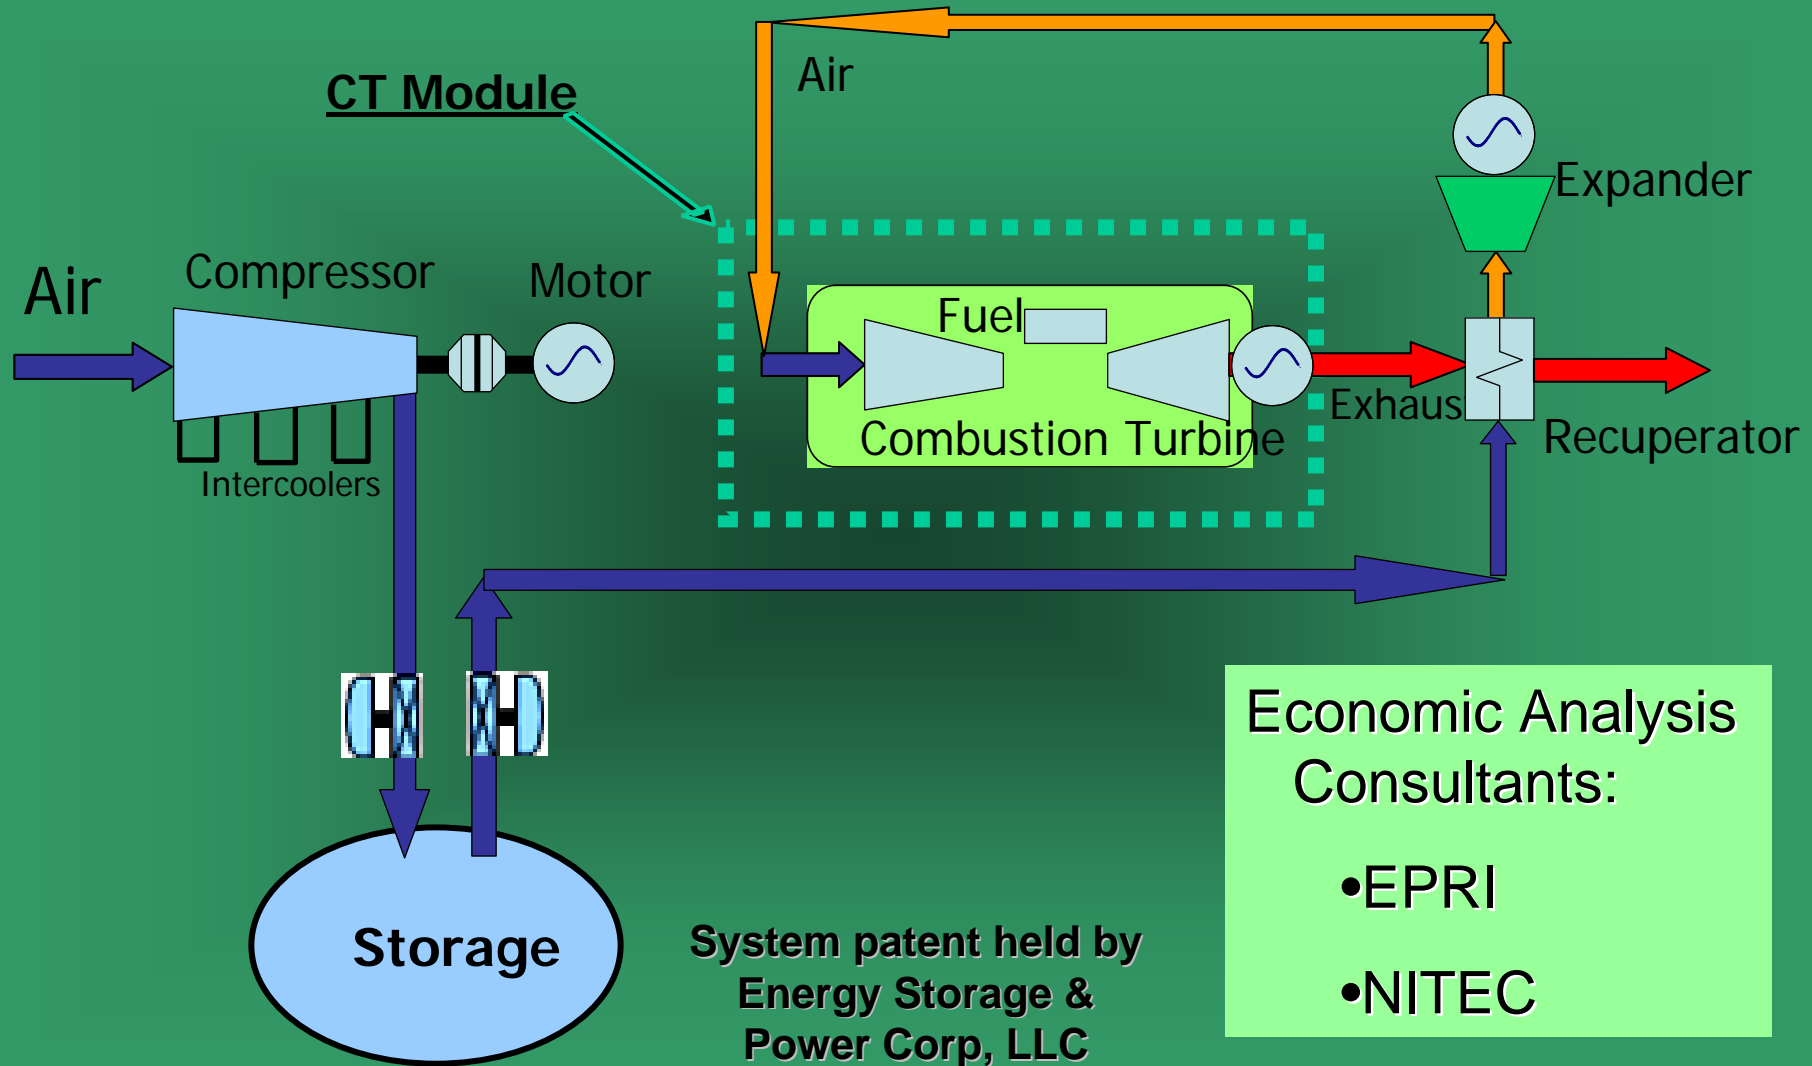 Air
CT Module
Expander
Air
Compressor
Motor
Fuel
Exhaus
Combustion Turbine
Recuperator
Intercoolers
Economic Analysis
Consultants:
•EPRI
•NITEC
Storage
System patent held by
Energy Storage &
Power Corp, LLC